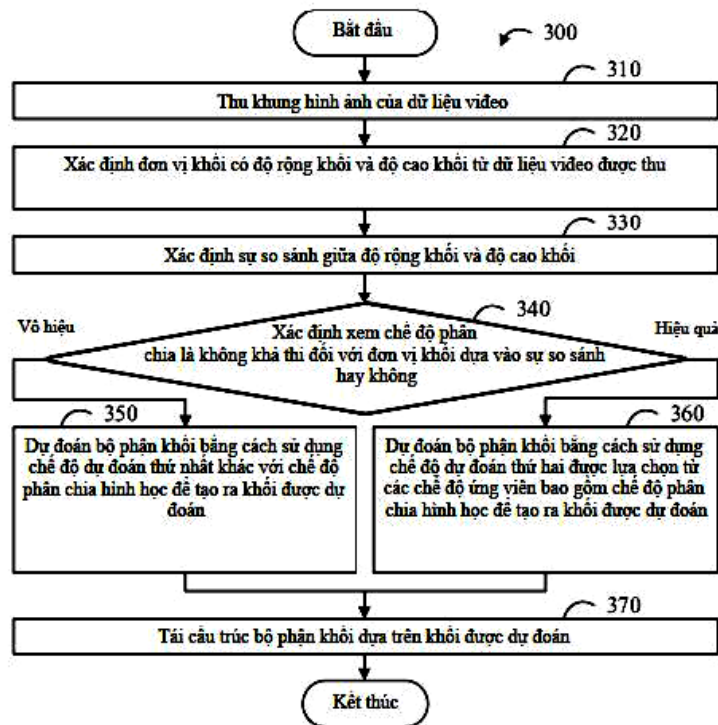 Bắt đầu
300
310
Thu khung hình ảnh của dữ liệu video
320
Xác định đơn vị khối có độ rộng khối và độ cao khối từ dữ liệu video được thu
330
Xác định sự so sánh giữa độ rộng khối và độ cao khối
340
Vô hiệu
Hiệu quả
Xác định xem chế độ phân
chia là không khả thi đối với đơn vị khối dựa vào sự so sánh
hay không
350
Dự đoán bộ phận khối bằng cách sử dụng
chế độ dự đoán thứ nhất khác với chế độ
phân chia hình học để tạo ra khối được dự
đoán
360
Dự đoán bộ phận khối bằng cách sử dụng
chế độ dự đoán thứ hai được lựa chọn từ
các chế độ ứng viên bao gồm chế độ phân
chia hình học để tạo ra khối được dự đoán
370
Tái cấu trúc bộ phận khối dựa trên khối được dự đoán
Kết thúc